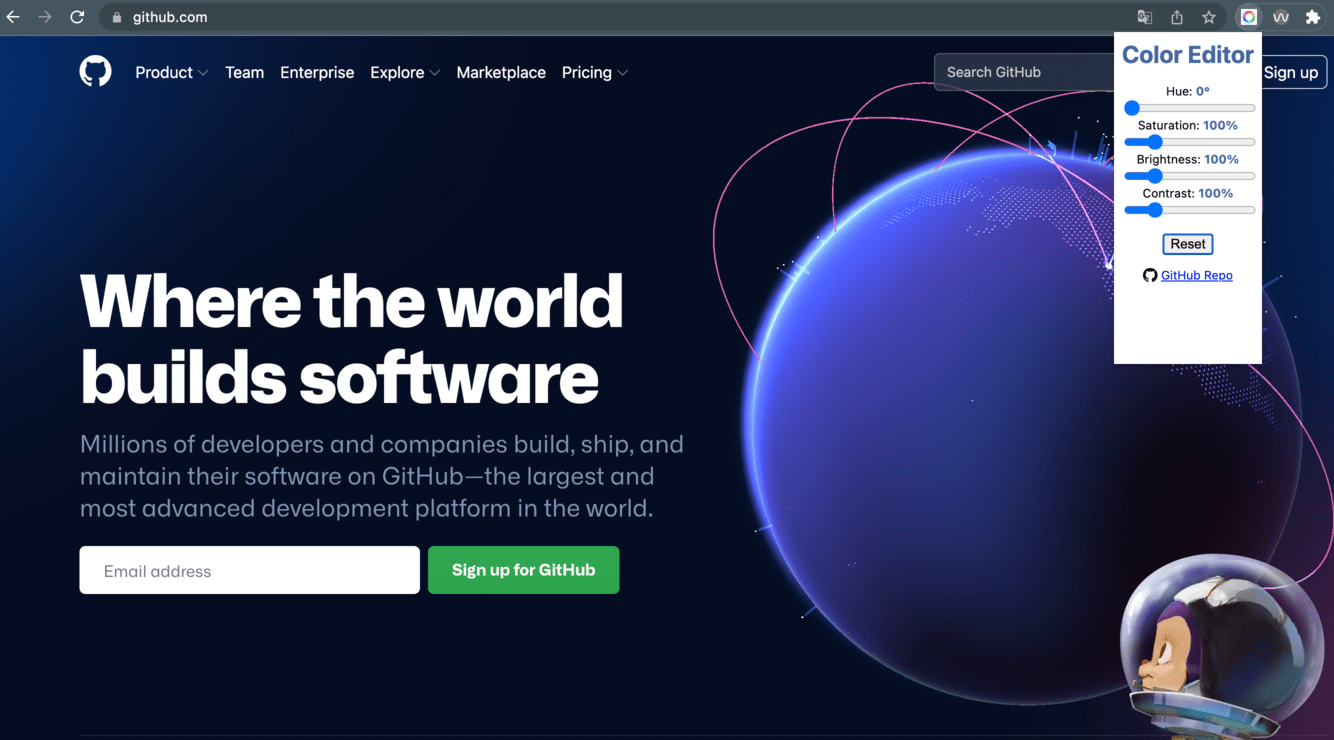 github.com
Product Team Enterprise Explore Marketplace Pricing
Search GitHub
Sign up
Color Editor
Hue: 0°
Saturation: 100%
Brightness: 100%
Contrast: 100%
Reset
GitHub Repo
Where the world
builds software
Millions of developers and companies build, ship, and
maintain their software on GitHub—the largest and
most advanced development platform in the world.
Email address
Sign up for GitHub